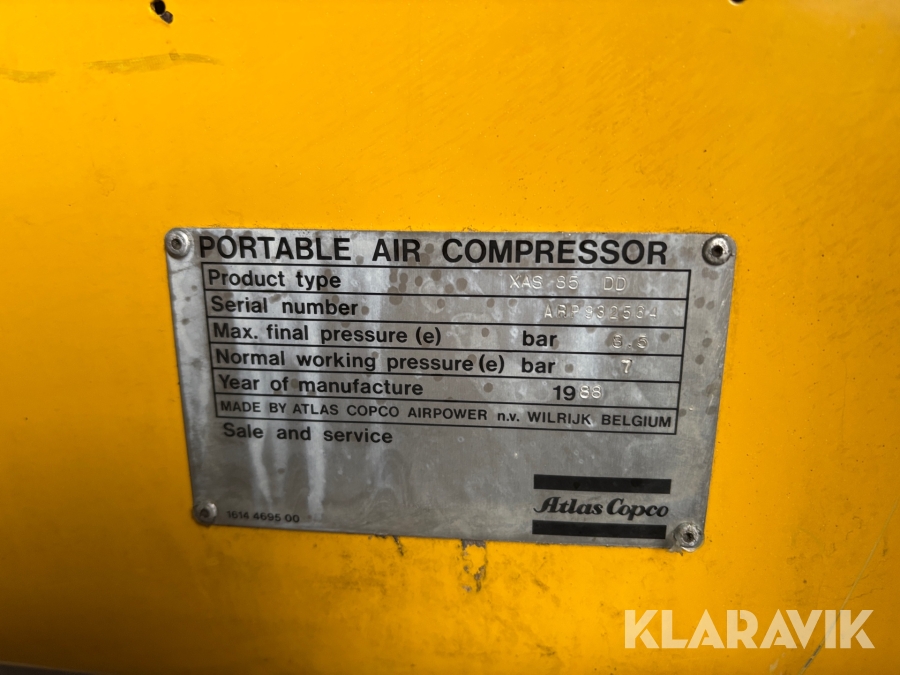 PORTABLE AIR COMPRESSOR
Product type XAS 85 DD
Serial number
Max. final pressure (e) bar 8.5
Normal working pressure (e) bar 7
Year of manufacture 1988
MADE BY ATLAS COPCO AIRPOWER n.v. WILRIJK BELGIUM
Sale and service
Atlas Copco
1614 4695 00
KLARAVIK